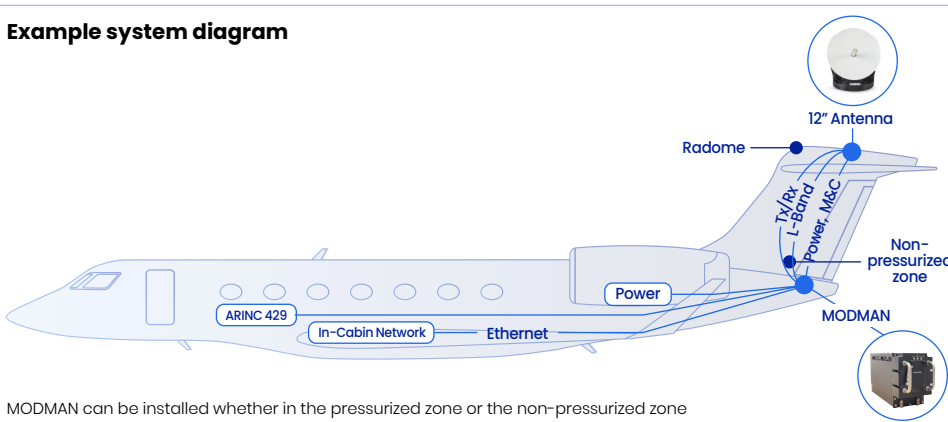 Example system diagram
12” Antenna
Radome
Tx/Rx
L-Band
Power, M&C
Non-
pressurized
zone
Power
ARINC 429
In-Cabin Network
Ethernet
MODMAN
MODMAN can be installed whether in the pressurized zone or the non-pressurized zone